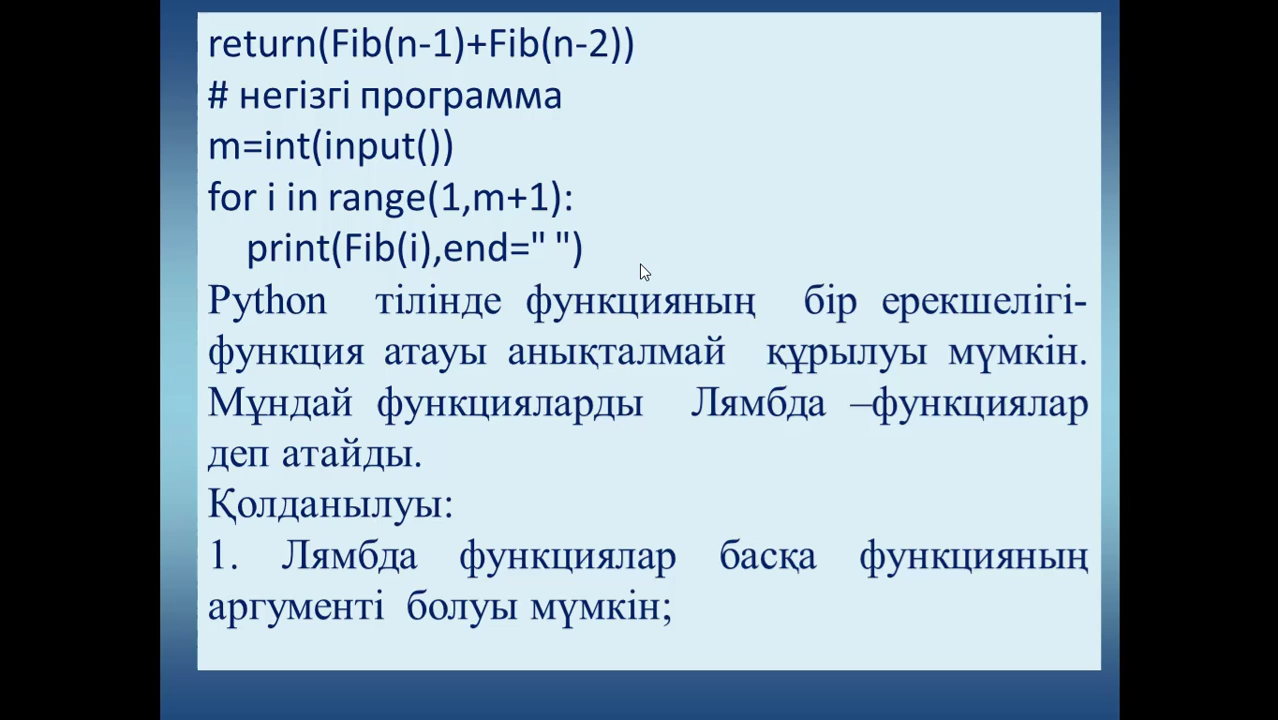 return(Fib(n-1)+Fib(n-2))
# негізгі программа
m=int(input())
for i in range(1,m+1):
    print(Fib(i),end=" ")
Python тілінде функцияның бір ерекшелігі-
функция атауы анықталмай құрылуы мүмкін.
Мұндай функцияларды Лямбда –функциялар
деп атайды.
Қолданылуы:
1. Лямбда функциялар басқа функцияның
аргументі болуы мүмкін;